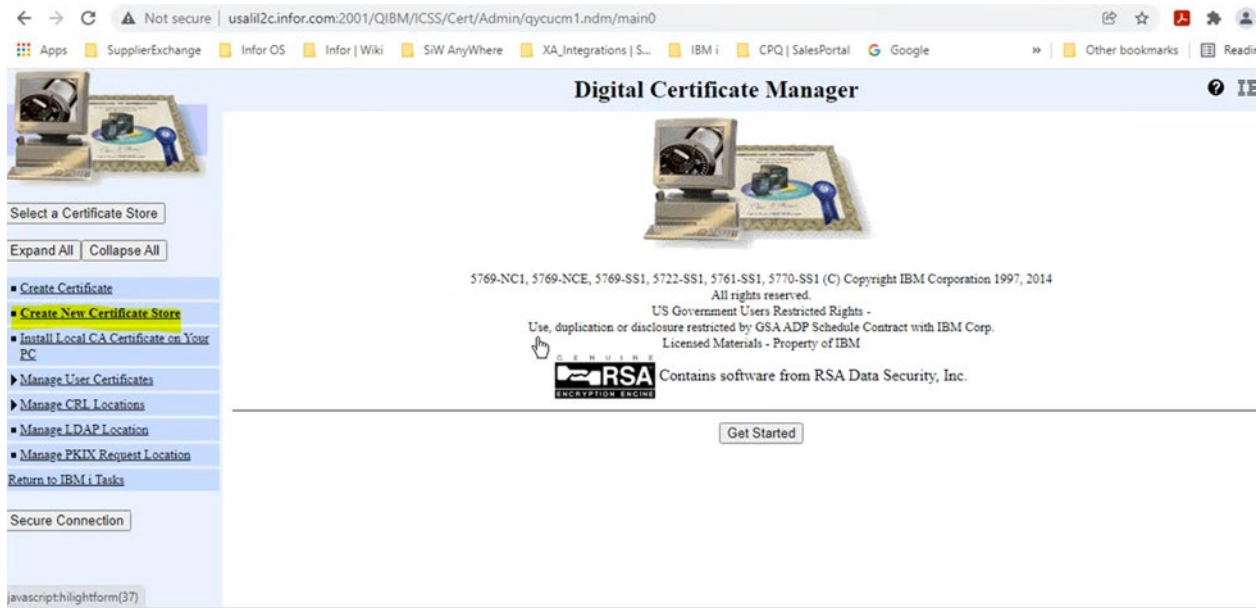 Not secure | usalil2c.infor.com:2001/QIBM/ICSS/Cert/Admin/qycucm1.ndm/main0
Apps SupplierExchange Infor OS Infor | Wiki SiW AnyWhere XA_Integrations | S... IBM i CPQ | SalesPortal Google » Other bookmarks Readin
Digital Certificate Manager
Select a Certificate Store
Expand All Collapse All
Create Certificate
Create New Certificate Store
Install Local CA Certificate on Your
PC
Manage User Certificates
Manage CRL Locations
Manage LDAP Location
Manage PKIX Request Location
Return to IBM i Tasks
Secure Connection
javascript:hilightform(37)
5769-NC1, 5769-NCE, 5769-SS1, 5722-SS1, 5761-SS1, 5770-SS1 (C) Copyright IBM Corporation 1997, 2014
All rights reserved.
US Government Users Restricted Rights -
Use, duplication or disclosure restricted by GSA ADP Schedule Contract with IBM Corp.
Licensed Materials - Property of IBM
GENUINE
RSA
ENCRYPTION ENGINE
Contains software from RSA Data Security, Inc.
Get Started